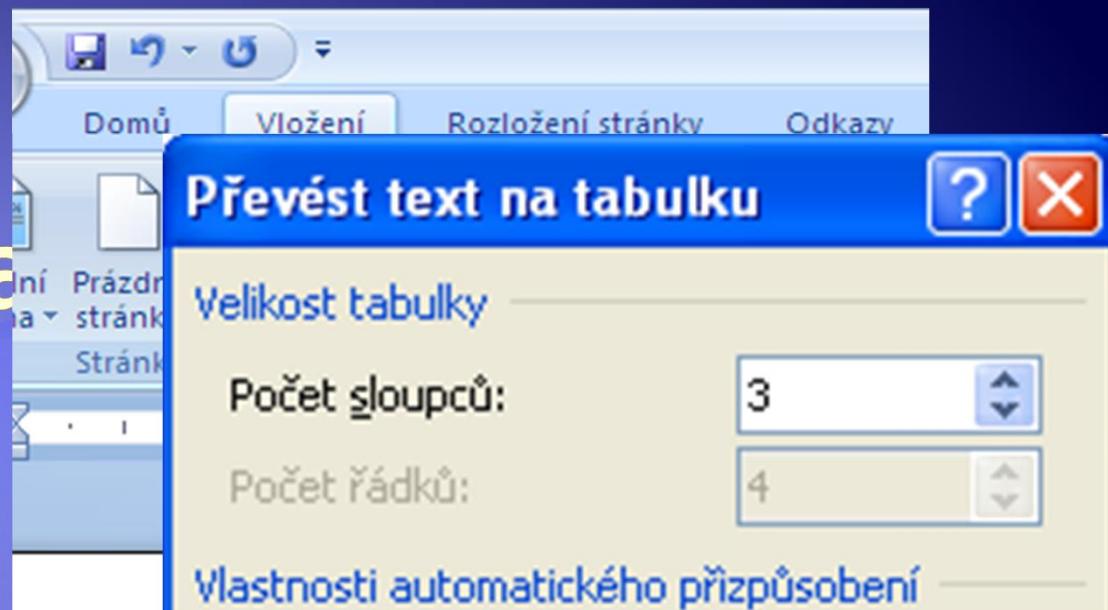 Domů Vložení Rozložení stránky Odkazy
Převést text na tabulku
Velikost tabulky
Počet sloupců: 3
Počet řádků: 4
Vlastnosti automatického přizpůsobení